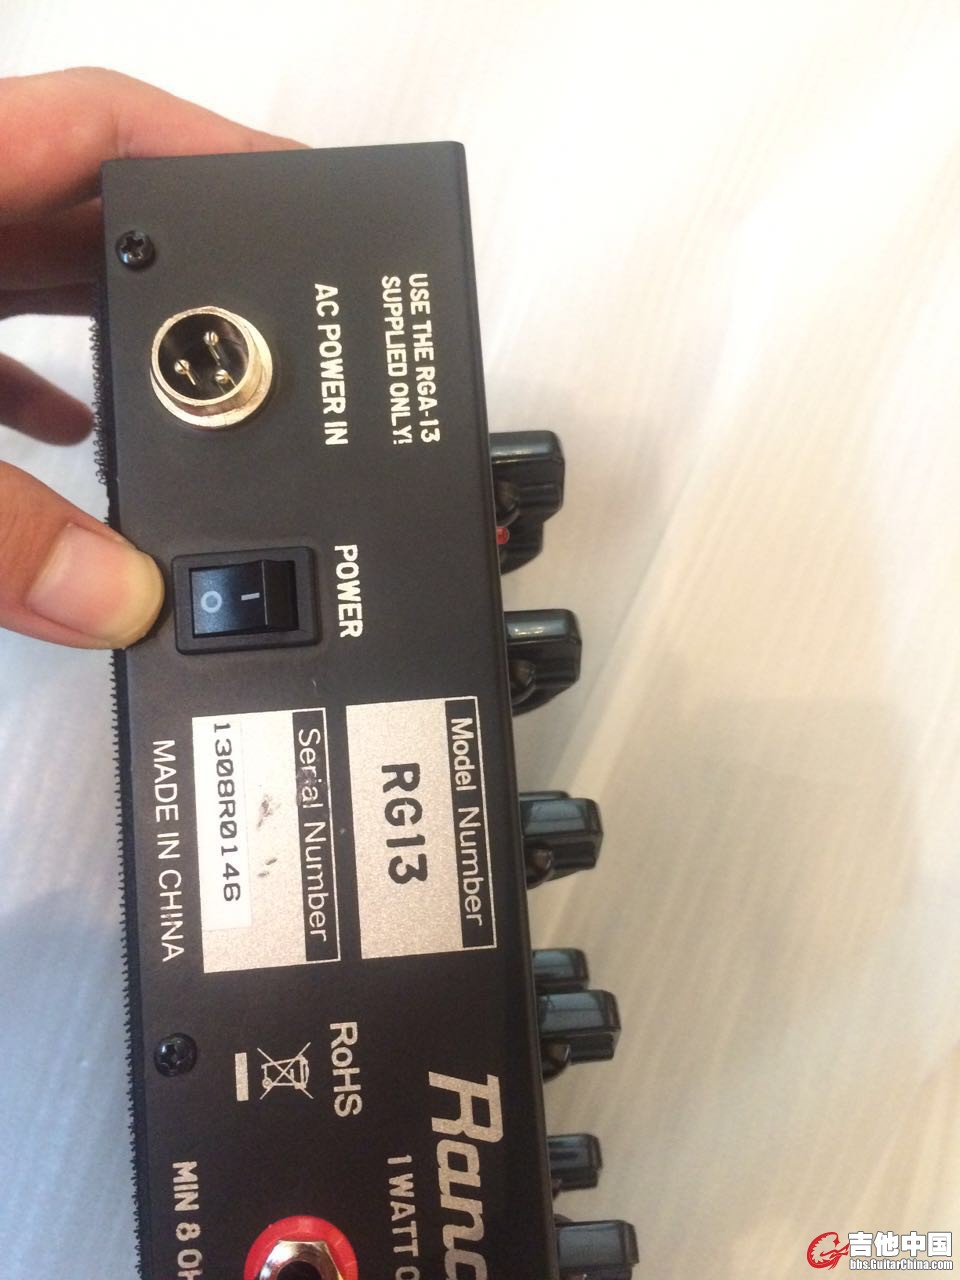 USE THE RGA-13
SUPPLIED ONLY!
AC POWER IN
POWER
Model Number
RG13
Serial Number
1308R0146
MADE IN CHINA
RoHS
1 WATT
MIN 8
吉他中国
bbs.GuitarChina.com